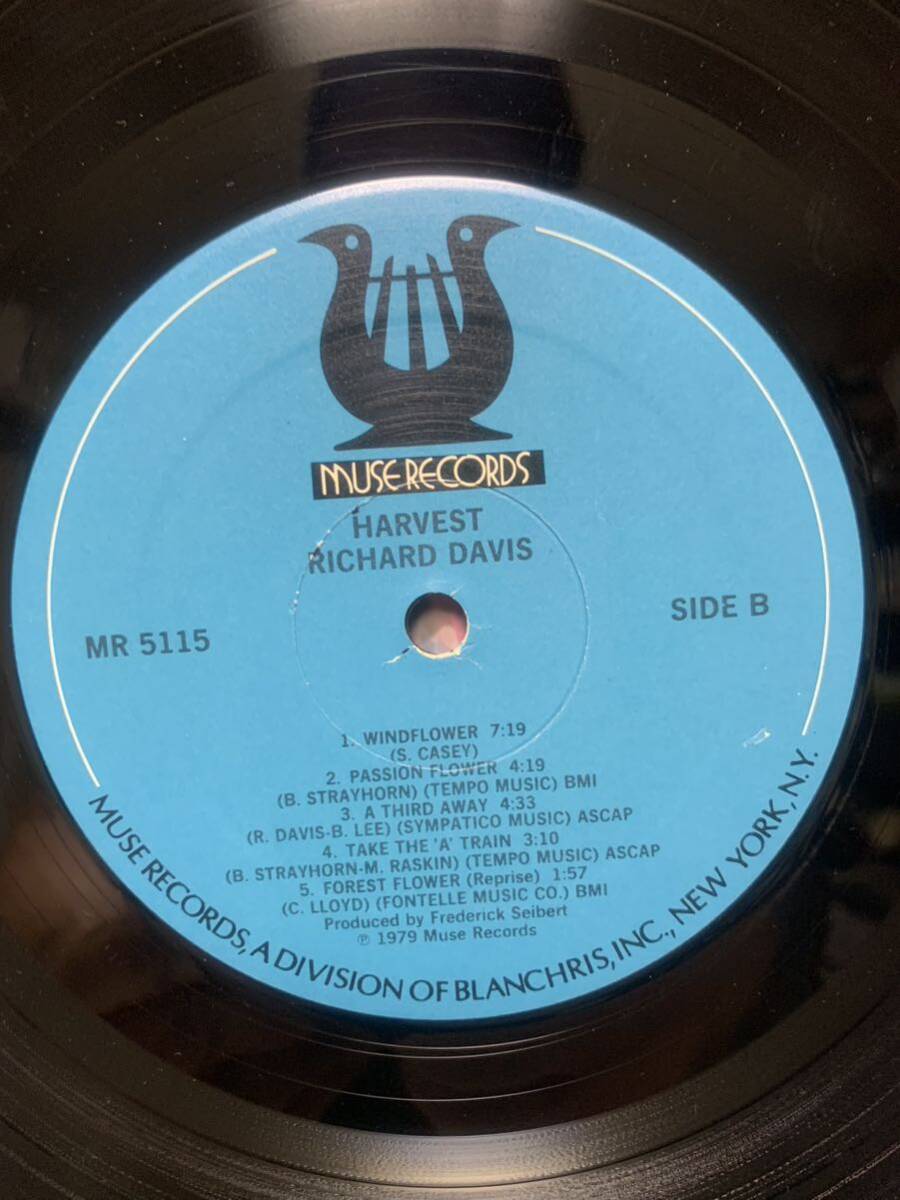 MUSE RECORDS
HARVEST
RICHARD DAVIS
MR 5115
SIDE B
1. WINDFLOWER 7:19
(S. CASEY)
2. PASSION FLOWER 4:19
(B. STRAYHORN) (TEMPO MUSIC) BMI
3. A THIRD AWAY 4:33
(R. DAVIS-B. LEE) (SYMPATICO MUSIC) ASCAP
4. TAKE THE 'A' TRAIN 3:10
(B. STRAYHORN-M. RASKIN) (TEMPO MUSIC) ASCAP
5. FOREST FLOWER (Reprise) 1:57
(C. LLOYD) (FONTELLE MUSIC CO.) BMI
Produced by Frederick Seibert
℗ 1979 Muse Records
MUSE RECORDS, A DIVISION OF BLANCHRIS, INC., NEW YORK, N.Y.